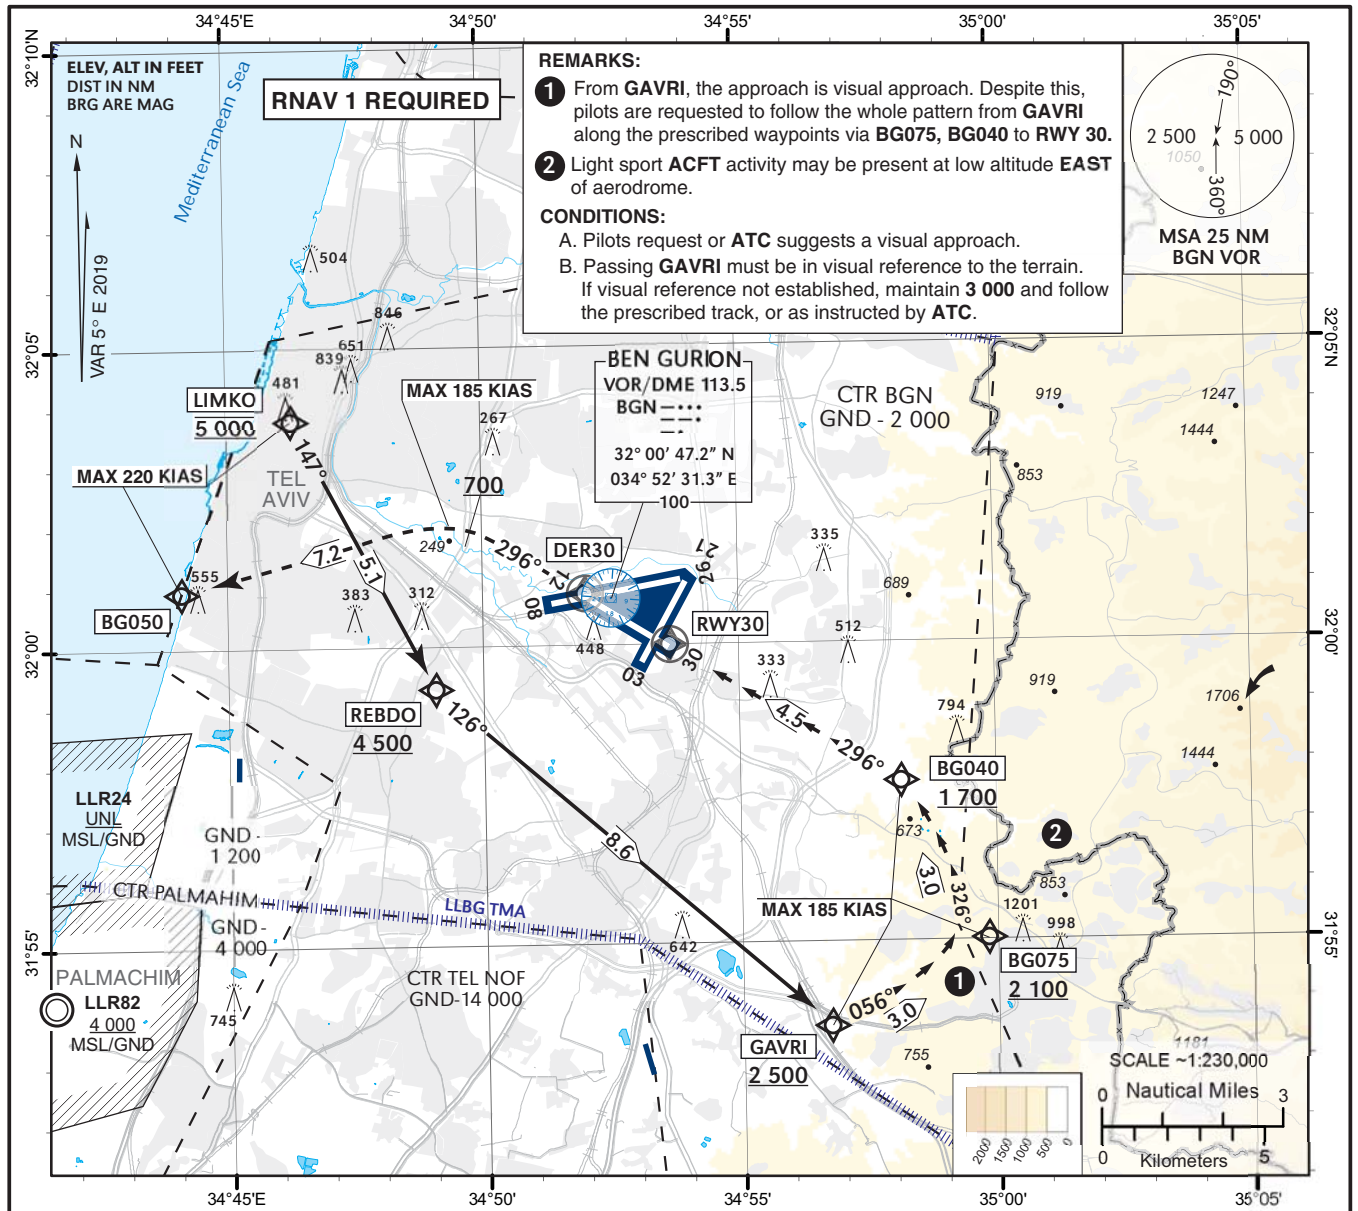 34°45'E
34°50'
34°55'
35°00'
35°05'
32°10'N
ELEV, ALT IN FEET
DIST IN NM
BRG ARE MAG
N
VAR 5° E 2019
Mediterranean Sea
RNAV 1 REQUIRED
REMARKS:
1 From GAVRI, the approach is visual approach. Despite this,
pilots are requested to follow the whole pattern from GAVRI
along the prescribed waypoints via BG075, BG040 to RWY 30.
2 Light sport ACFT activity may be present at low altitude EAST
of aerodrome.
CONDITIONS:
A. Pilots request or ATC suggests a visual approach.
B. Passing GAVRI must be in visual reference to the terrain.
If visual reference not established, maintain 3 000 and follow
the prescribed track, or as instructed by ATC.
190°
2 500
5 000
1050
360°
MSA 25 NM
BGN VOR
504
846
651
839
481
32°05'
32°05'N
LIMKO
5 000
MAX 185 KIAS
267
BEN GURION
VOR/DME 113.5
BGN
32° 00' 47.2" N
034° 52' 31.3" E
100
CTR BGN
GND - 2 000
919
1247
1444
853
147°
MAX 220 KIAS
TEL
AVIV
700
249
296°
7.2
5.1
DER30
12
26
21
335
689
555
BG050
383
312
08
448
RWY30
30
03
512
32°00'
32°00'
333
919
1706
794
4.5
REBDO
4 500
126°
296°
BG040
1 700
1444
LLR24
UNL
MSL/GND
GND -
1 200
8.6
673
2
3.0
326°
853
CTR PALMAHIM
LLBG TMA
MAX 185 KIAS
1201
998
GND -
4 000
642
31°55'
31°55'
BG075
2 100
PALMACHIM
LLR82
4 000
MSL/GND
CTR TEL NOF
GND-14 000
1
056°
3.0
745
GAVRI
2 500
755
1181
SCALE ~1:230,000
Nautical Miles
0
3
0
5
Kilometers
2000
1500
1000
500
0
34°45'E
34°50'
34°55'
35°00'
35°05'